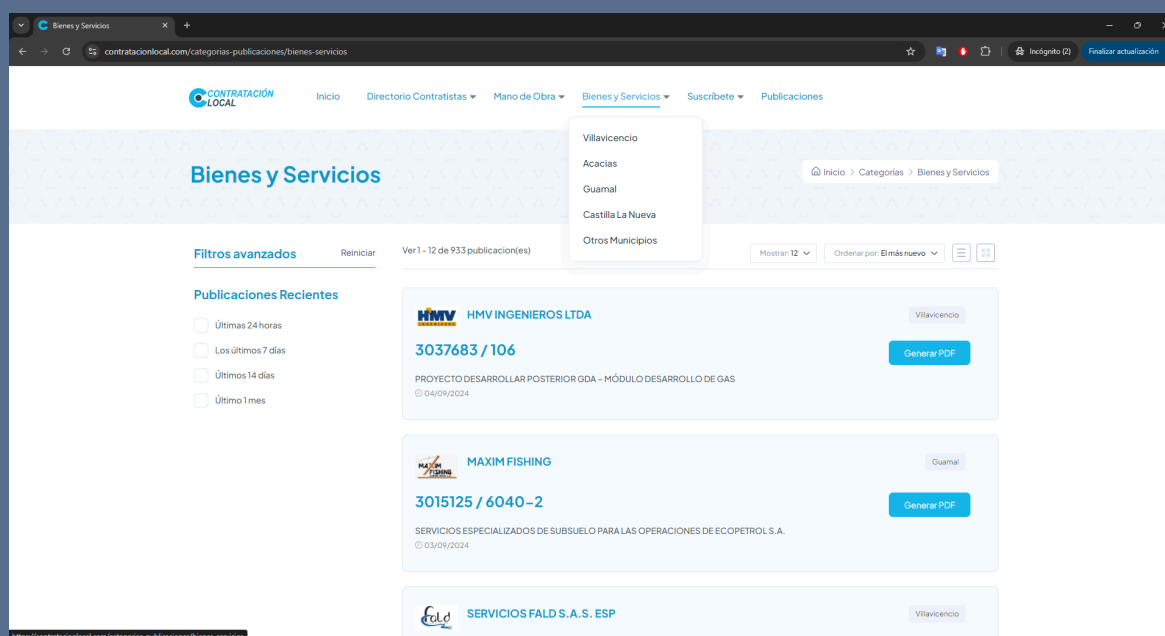 Bienes y Servicios
contratacionlocal.com/categorias-publicaciones/bienes-servicios
Incógnito (2)
Finalizar actualización
CONTRATACIÓN
LOCAL
Inicio
Directorio Contratistas
Mano de Obra
Bienes y Servicios
Suscríbete
Publicaciones
Villavicencio
Acacias
Guamal
Castilla La Nueva
Otros Municipios
Bienes y Servicios
Inicio > Categorías > Bienes y Servicios
Filtros avanzados
Reiniciar
Ver 1 - 12 de 933 publicacion(es)
Mostrar: 12
Ordenar por: El más nuevo
Publicaciones Recientes
Últimas 24 horas
Los últimos 7 días
Últimos 14 días
Último 1 mes
HMV
INGENIEROS
HMV INGENIEROS LTDA
Villavicencio
3037683 / 106
Generar PDF
PROYECTO DESARROLLAR POSTERIOR GDA – MÓDULO DESARROLLO DE GAS
04/09/2024
MAXIM
FISHING
MAXIM FISHING
Guamal
3015125 / 6040-2
Generar PDF
SERVICIOS ESPECIALIZADOS DE SUBSUELO PARA LAS OPERACIONES DE ECOPETROL S.A.
03/09/2024
fald
SERVICIOS FALD S.A.S. ESP
Villavicencio